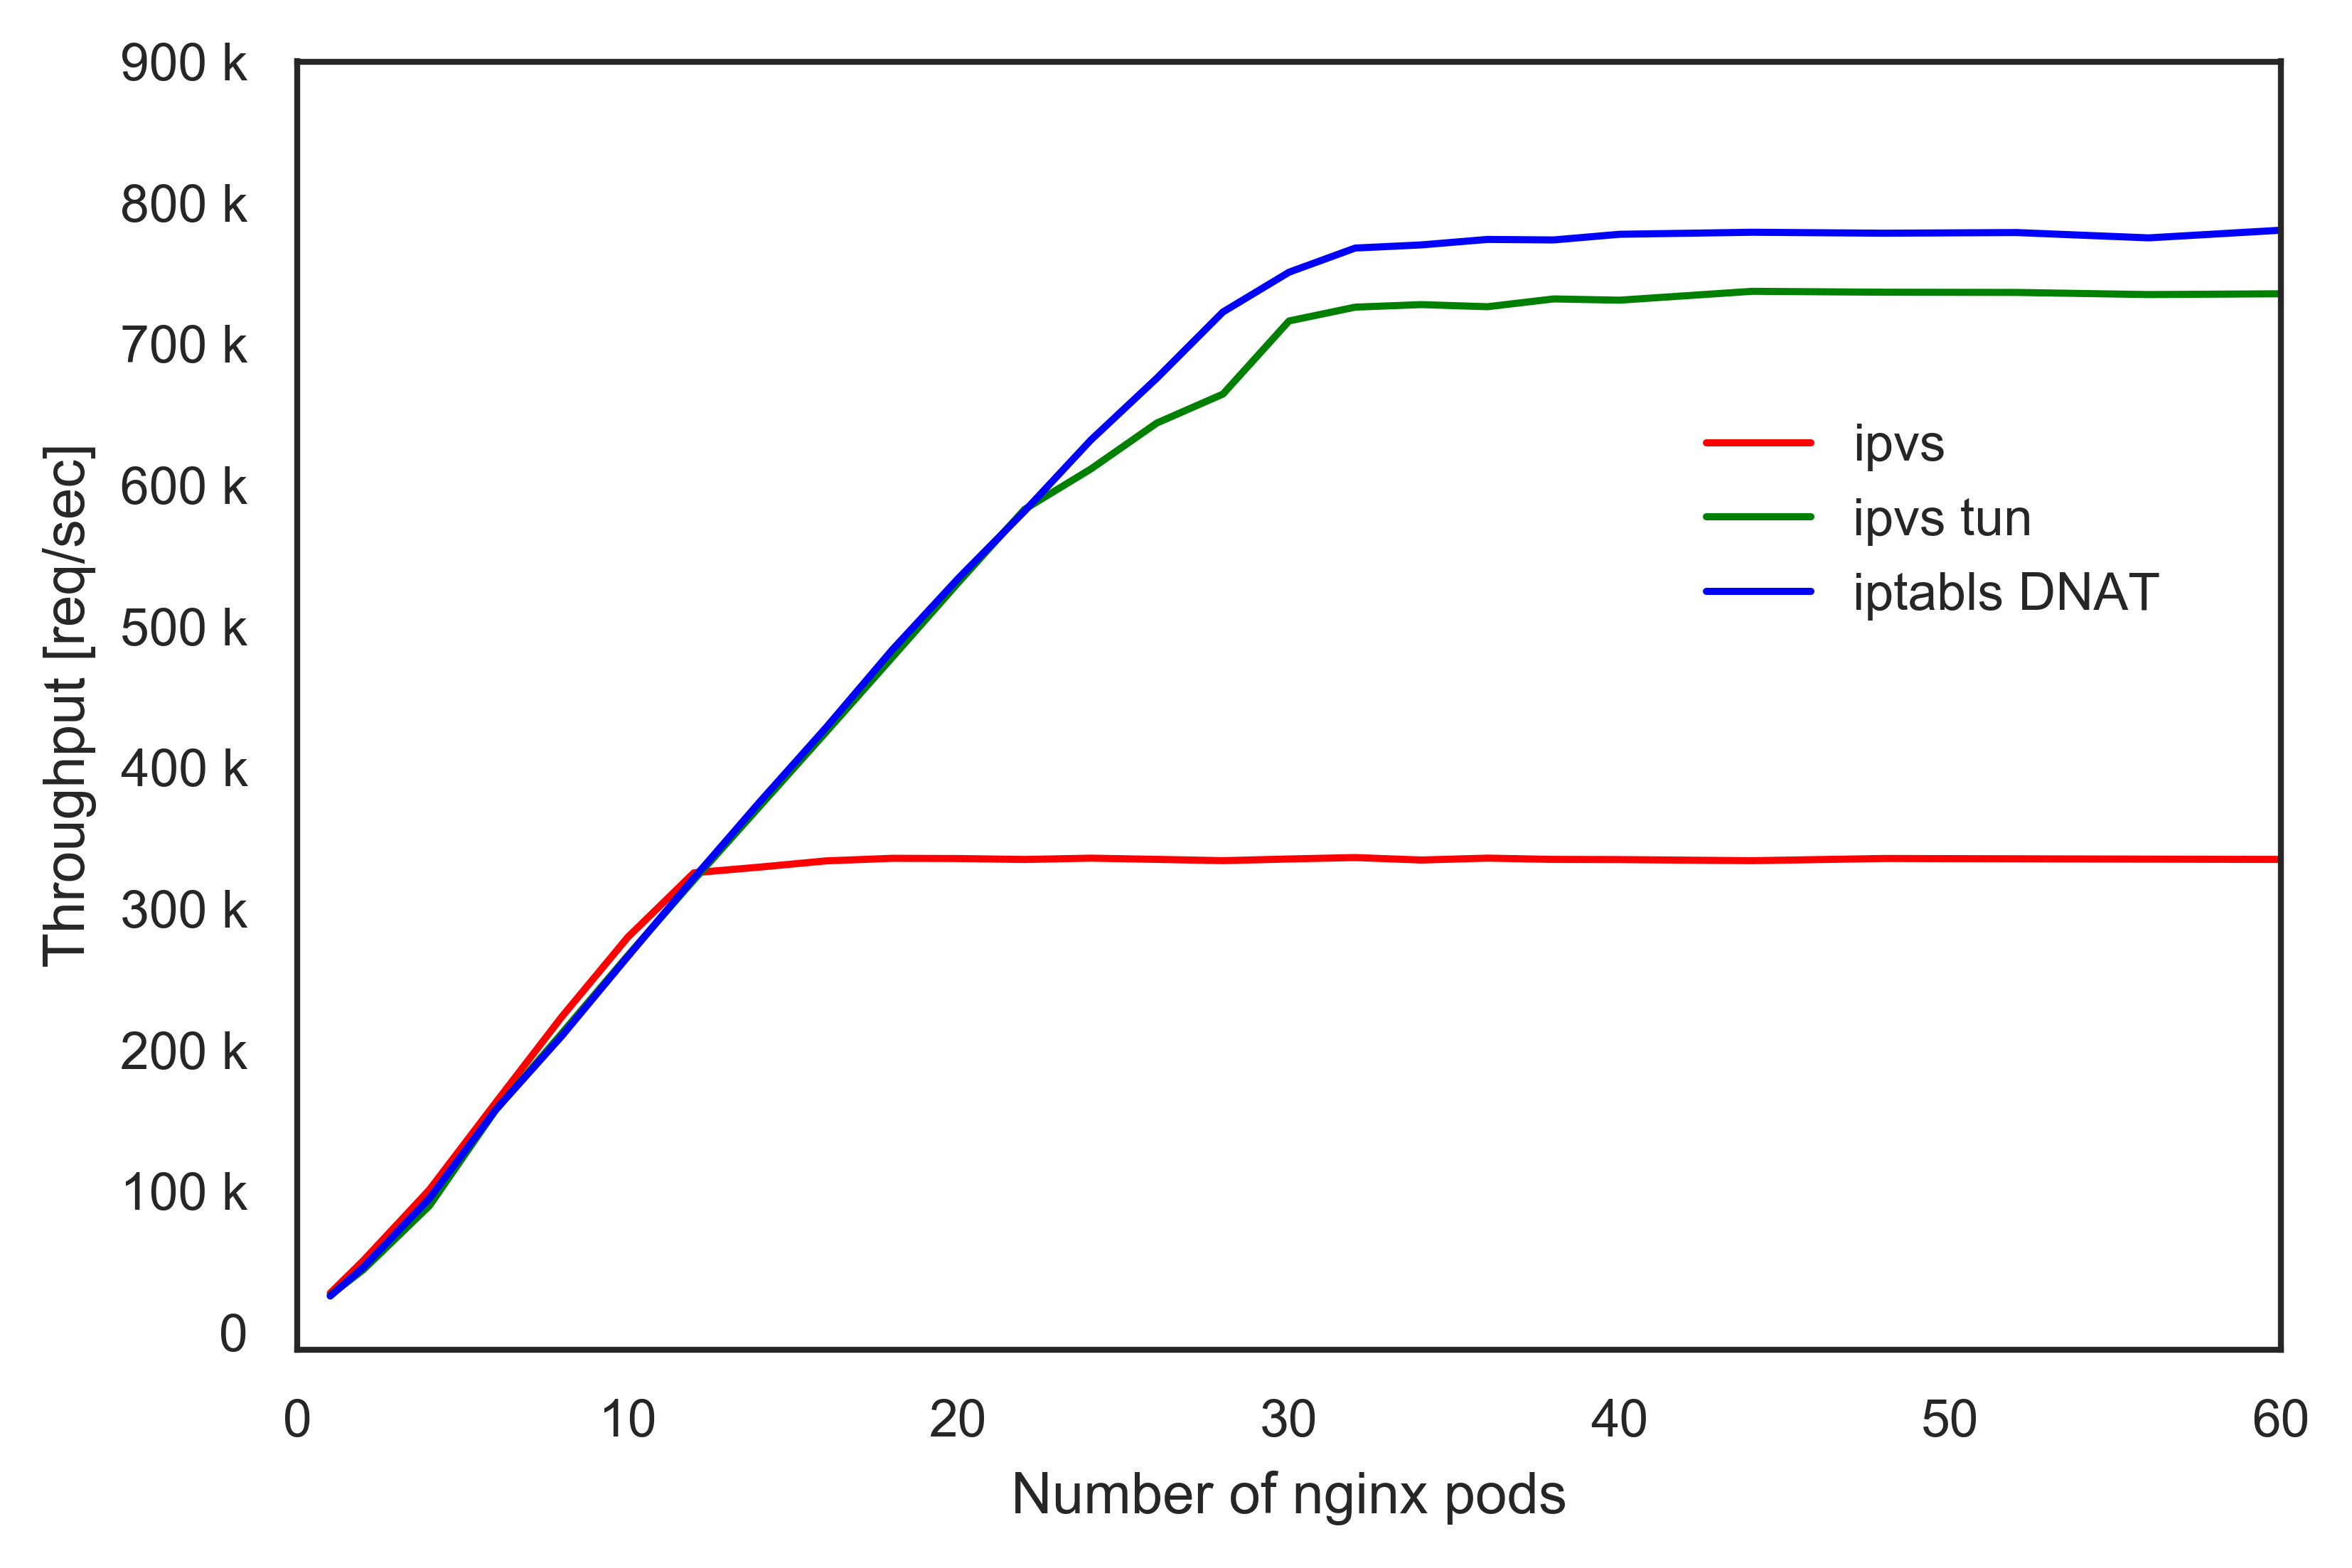 900 k
800 k
700 k
600 k
500 k
400 k
300 k
200 k
100 k
0
Throughput [req/sec]
ipvs
ipvs tun
iptabls DNAT
0 10 20 30 40 50 60
Number of nginx pods